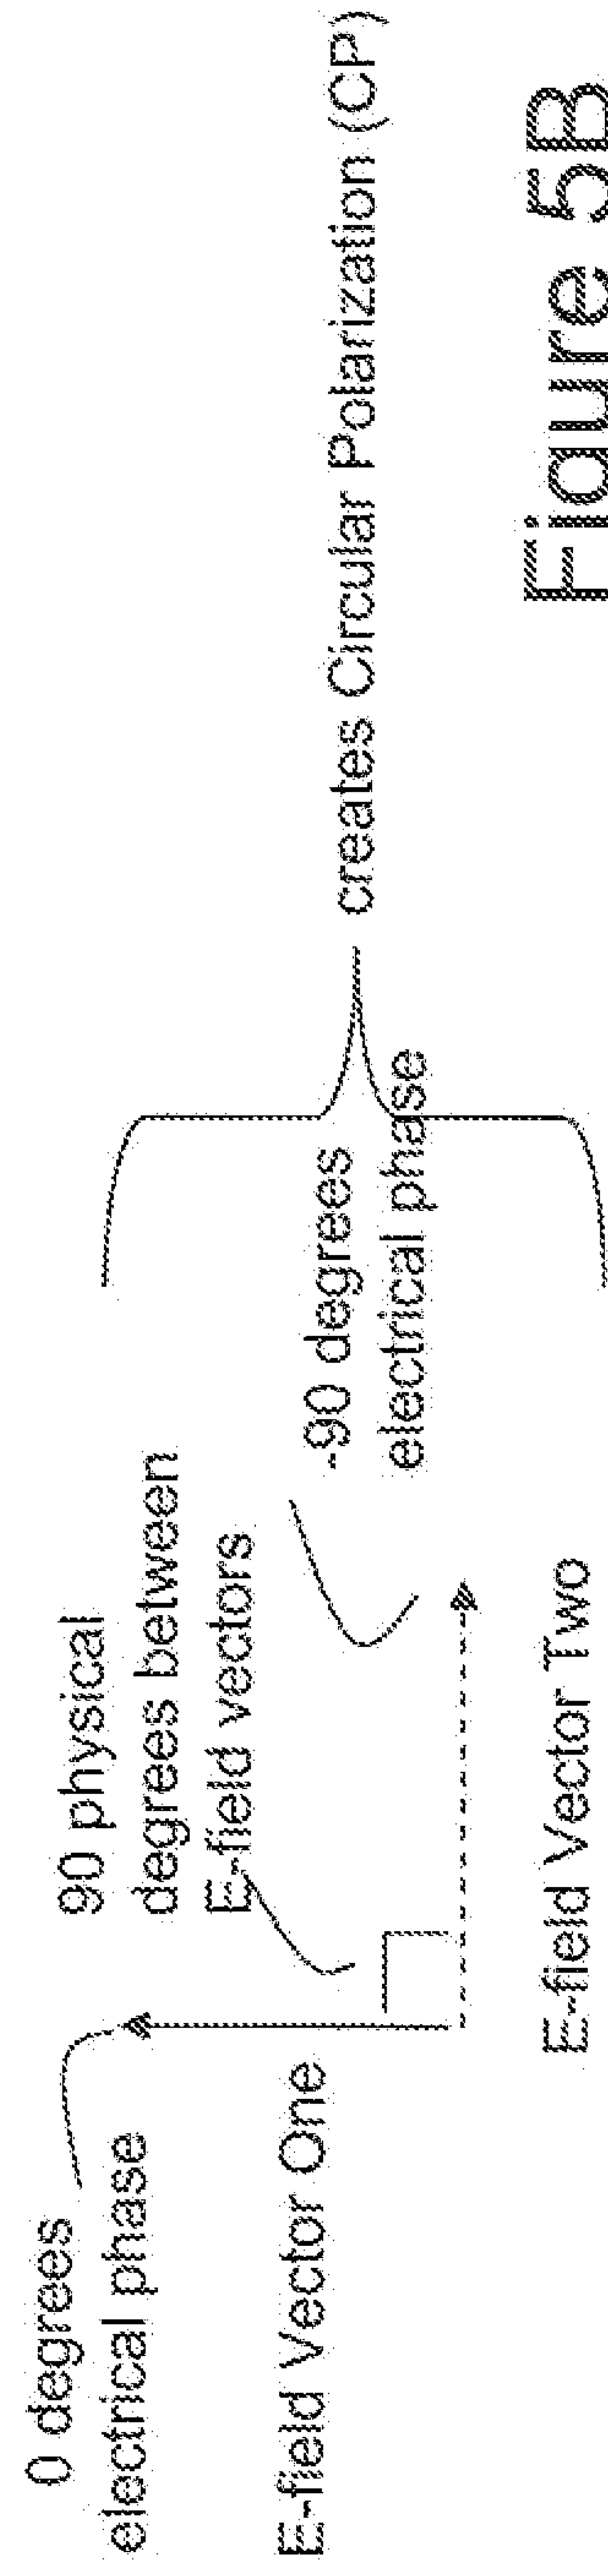 0 degrees
electrical phase
E-field Vector One
90 physical
degrees between
E-field vectors
-90 degrees
electrical phase
E-field Vector Two
creates Circular Polarization (CP)
Figure 5B